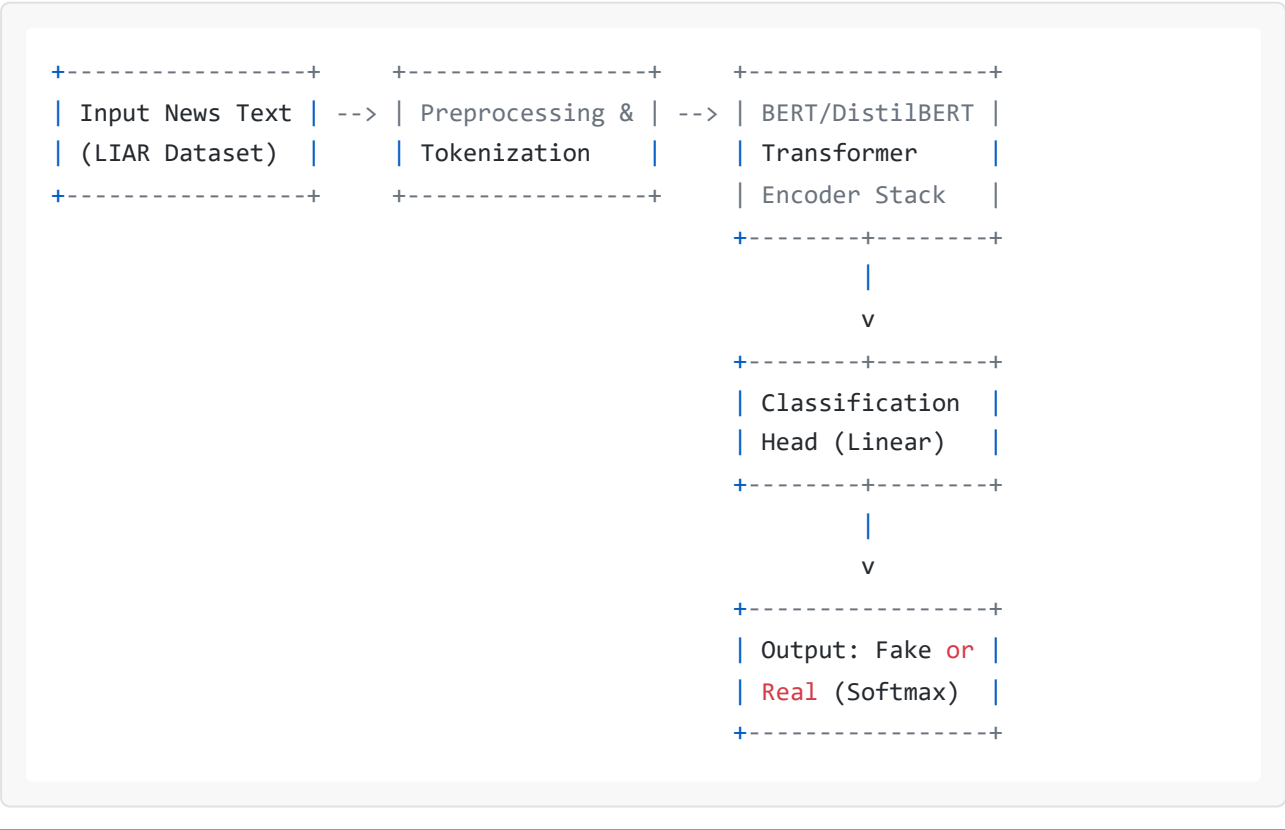 +-----------------+     +-----------------+     +-----------------+
| Input News Text | --> | Preprocessing & | --> | BERT/DistilBERT |
| (LIAR Dataset)  |     | Tokenization    |     | Transformer     |
+-----------------+     +-----------------+     | Encoder Stack   |
                                                +--------+--------+
                                                         |
                                                         v
                                                +--------+--------+
                                                | Classification  |
                                                | Head (Linear)   |
                                                +--------+--------+
                                                         |
                                                         v
                                                +-----------------+
                                                | Output: Fake or |
                                                | Real (Softmax)  |
                                                +-----------------+